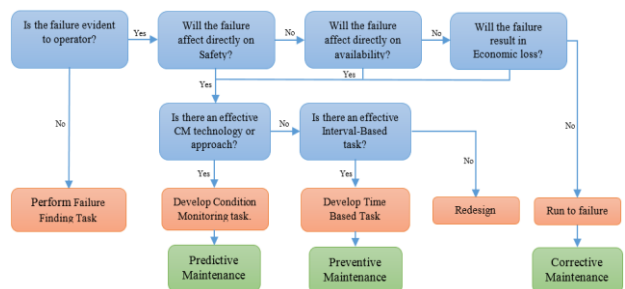 Is the failure evident
to operator?
Yes
Will the failure
affect directly on
Safety?
No
Will the failure
affect directly on
availability?
No
Will the failure
result in
Economic loss?
Yes
Yes
No
Is there an effective
CM technology or
approach?
No
Is there an effective
Interval-Based
task?
No
No
Yes
Yes
Perform Failure
Finding Task
Develop Condition
Monitoring task.
Develop Time
Based Task
Redesign
Run to failure
Predictive
Maintenance
Preventive
Maintenance
Corrective
Maintenance